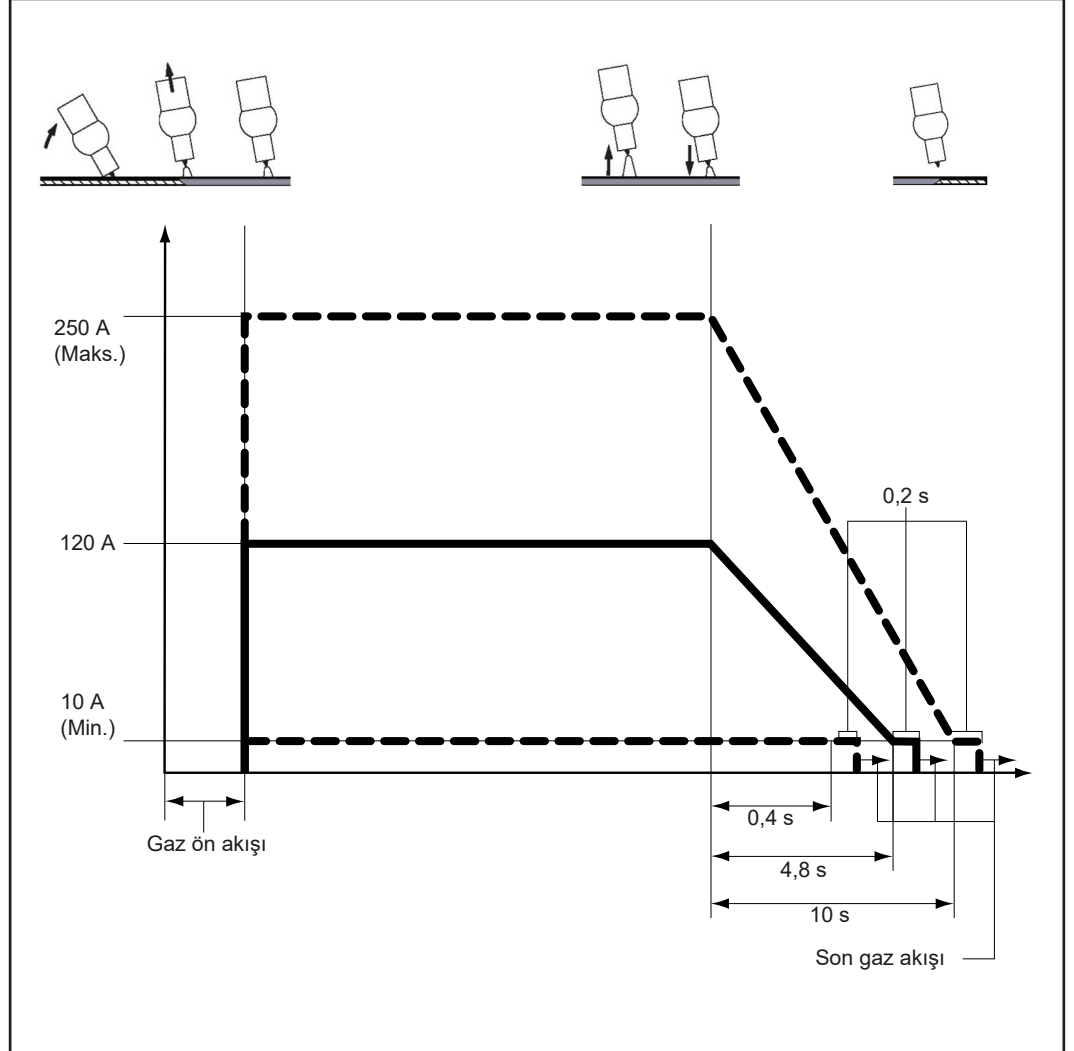 250 A
(Maks.)
0,2 s
120 A
10 A
(Min.)
0,4 s
Gaz ön akışı
4,8 s
10 s
Son gaz akışı